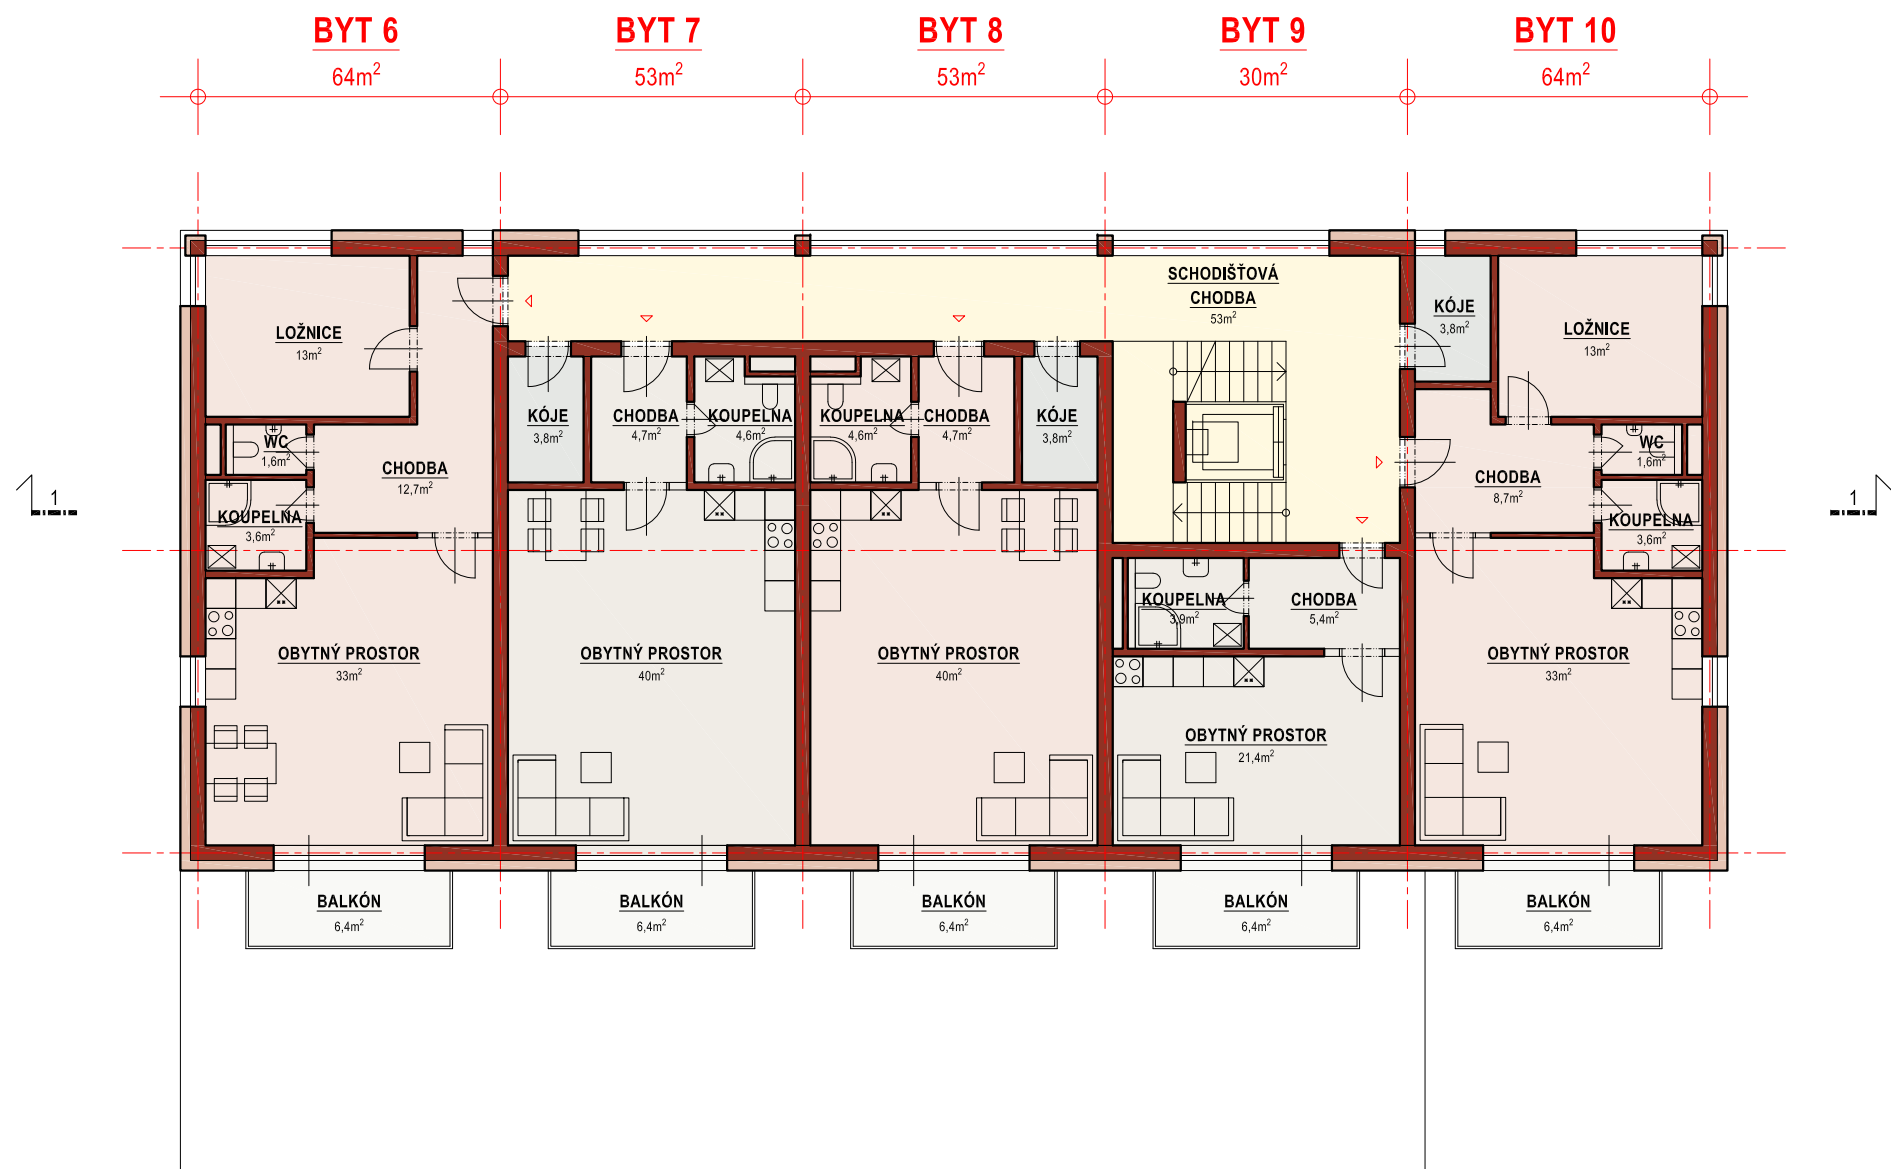 BYT 6
64m²
BYT 7
53m²
BYT 8
53m²
BYT 9
30m²
BYT 10
64m²
SCHODIŠŤOVÁ
CHODBA
53m²
LOŽNICE
13m²
KÓJE
3,8m²
LOŽNICE
13m²
KÓJE
3,8m²
CHODBA
4,7m²
KOUPELNA
4,6m²
KOUPELNA
4,6m²
CHODBA
4,7m²
KÓJE
3,8m²
WC
1,6m²
CHODBA
12,7m²
WC
1,6m²
CHODBA
8,7m²
1
1
KOUPELNA
3,6m²
KOUPELNA
3,6m²
KOUPELNA
3,9m²
CHODBA
5,4m²
OBYTNÝ PROSTOR
33m²
OBYTNÝ PROSTOR
40m²
OBYTNÝ PROSTOR
40m²
OBYTNÝ PROSTOR
33m²
OBYTNÝ PROSTOR
21,4m²
BALKÓN
6,4m²
BALKÓN
6,4m²
BALKÓN
6,4m²
BALKÓN
6,4m²
BALKÓN
6,4m²